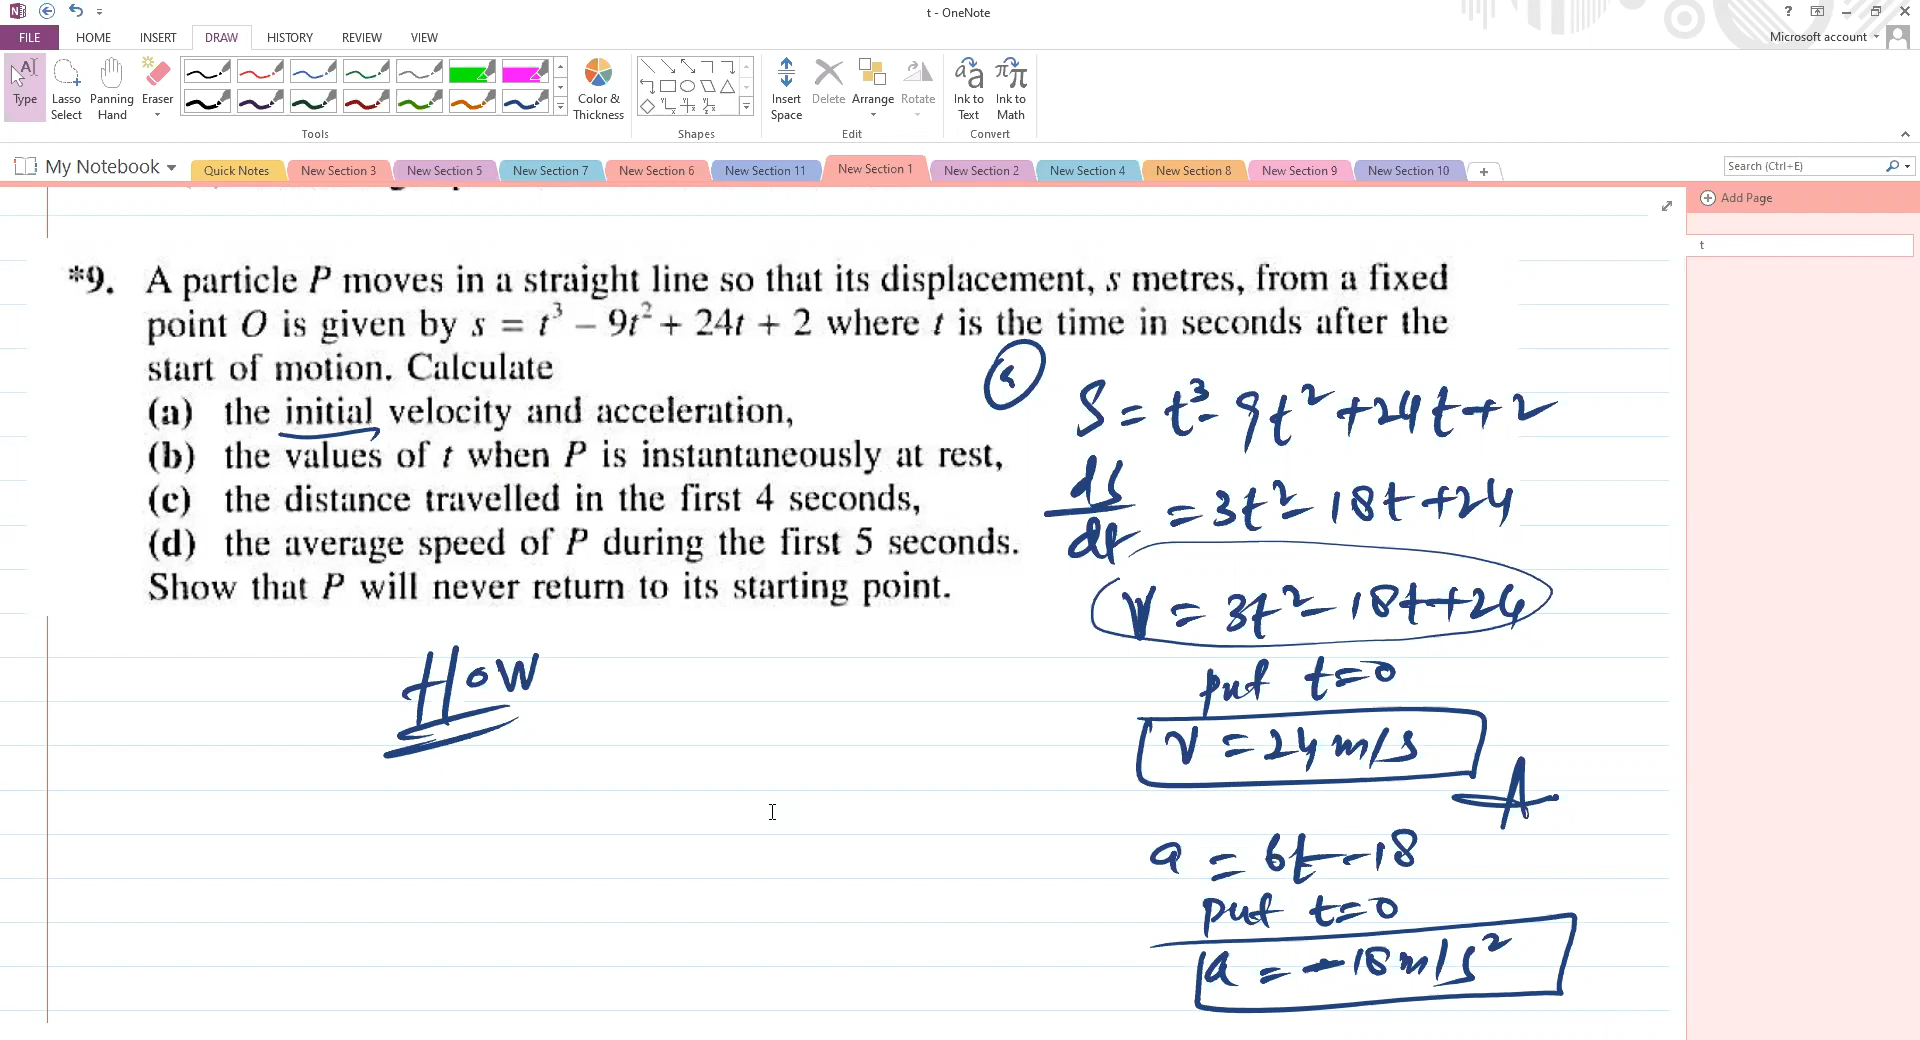 t - OneNote
?
Microsoft account
FILE HOME INSERT DRAW HISTORY REVIEW VIEW
Type
Lasso Select
Panning Hand
Eraser
Color & Thickness
Insert Space
Delete
Arrange
Rotate
Ink to Text
Ink to Math
Tools
Shapes
Edit
Convert
My Notebook
Quick Notes New Section 3 New Section 5 New Section 7 New Section 6 New Section 11 New Section 1 New Section 2 New Section 4 New Section 8 New Section 9 New Section 10
Search (Ctrl+E)
Add Page
t
*9. A particle P moves in a straight line so that its displacement, s metres, from a fixed
point O is given by s = t³ − 9t² + 24t + 2 where t is the time in seconds after the
start of motion. Calculate
(a) the initial velocity and acceleration,
(b) the values of t when P is instantaneously at rest,
(c) the distance travelled in the first 4 seconds,
(d) the average speed of P during the first 5 seconds.
Show that P will never return to its starting point.
HOW
S = t³ - 9t² + 24t + 2
ds/dt = 3t² - 18t + 24
V = 3t² - 18t + 24
put t=0
V = 24 m/s
A
a = 6t - 18
put t=0
a = -18 m/s²